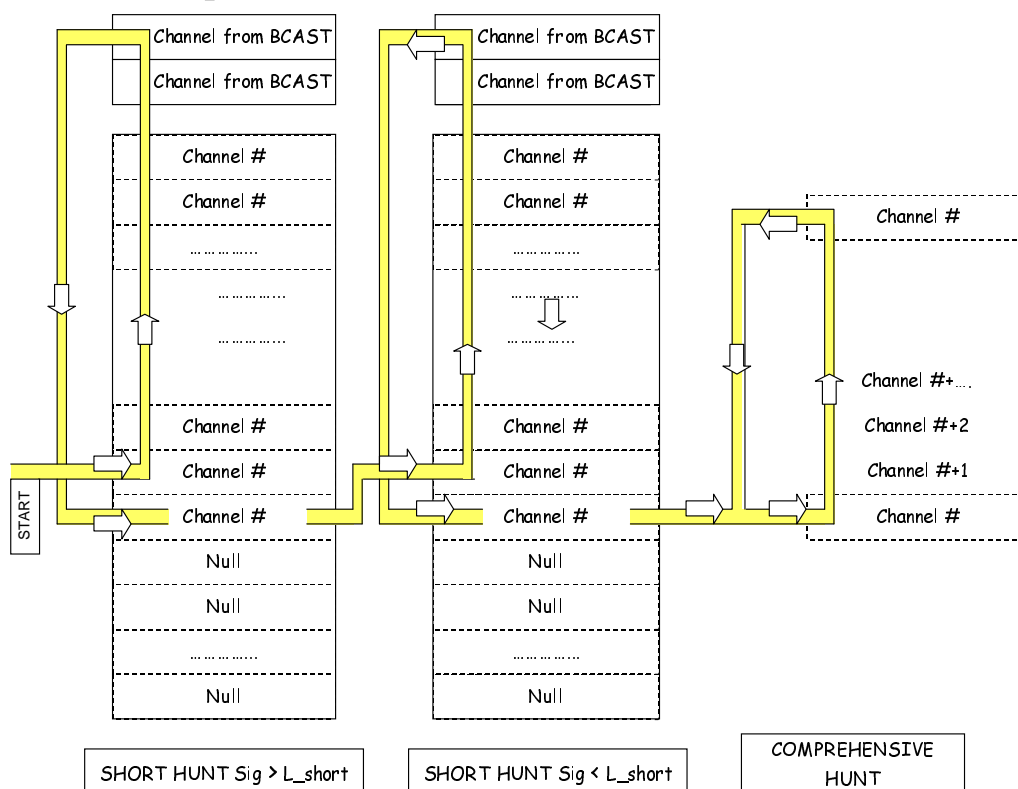 Channel from BCAST
Channel from BCAST
Channel #
Channel #
…………...
…………...
…………...
Channel #
Channel #
Channel #
Null
Null
…………...
Null
START
SHORT HUNT Sig > L_short
Channel from BCAST
Channel from BCAST
Channel #
Channel #
…………...
…………...
…………...
Channel #
Channel #
Channel #
Null
Null
…………...
Null
SHORT HUNT Sig < L_short
Channel #
Channel #+….
Channel #+2
Channel #+1
Channel #
COMPREHENSIVE
HUNT